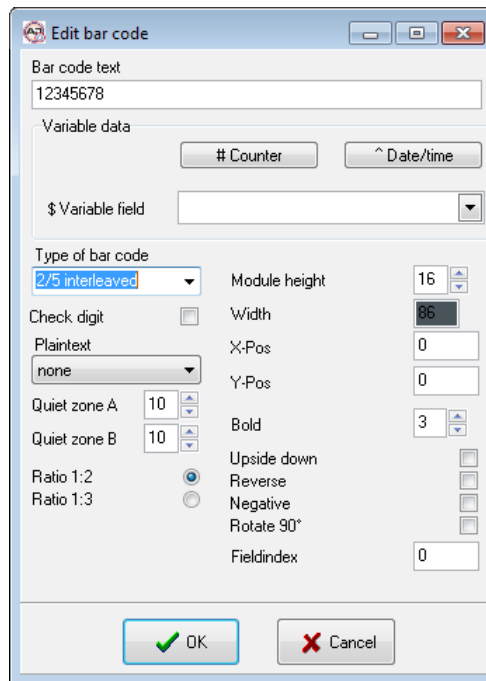 Edit bar code
Bar code text
12345678
Variable data
# Counter
^ Date/time
$ Variable field
Type of bar code
2/5 interleaved
Module height
16
Check digit
Width
86
Plaintext
X-Pos
0
none
Y-Pos
0
Quiet zone A
10
Bold
3
Quiet zone B
10
Upside down
Ratio 1:2
Reverse
Ratio 1:3
Negative
Rotate 90°
Fieldindex
0
OK
Cancel